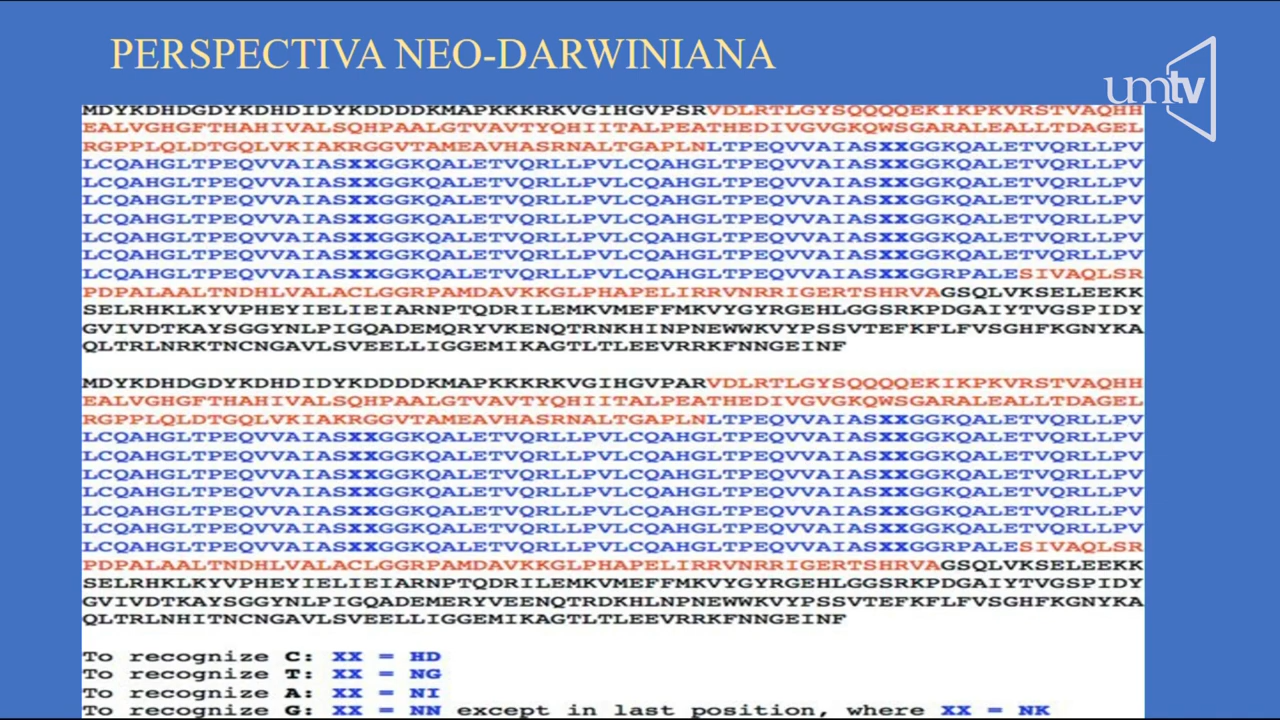 PERSPECTIVA NEO-DARWINIANA
umtv
MDYKDHDGDYKDHDIDYKDDDDKMAPKKKRKVGIHGVPSRVDLRTLGYSQQQQEKIKPKVRSTVAQHH
EALVGHGFTHAHIVALSQHPAALGTVAVTYQHIITALPEATHEDIVGVGKQWSGARALEALLTDAGEL
RGPPLQLDTGQLVKIAKRGGVTAMEAVHASRNALTGAPLNLTPEQVVAIASXXGGKQALETVQRLLPV
LCQAHGLTPEQVVAIASXXGGKQALETVQRLLPVLCQAHGLTPEQVVAIASXXGGKQALETVQRLLPV
LCQAHGLTPEQVVAIASXXGGKQALETVQRLLPVLCQAHGLTPEQVVAIASXXGGKQALETVQRLLPV
LCQAHGLTPEQVVAIASXXGGKQALETVQRLLPVLCQAHGLTPEQVVAIASXXGGKQALETVQRLLPV
LCQAHGLTPEQVVAIASXXGGKQALETVQRLLPVLCQAHGLTPEQVVAIASXXGGKQALETVQRLLPV
LCQAHGLTPEQVVAIASXXGGKQALETVQRLLPVLCQAHGLTPEQVVAIASXXGGKQALETVQRLLPV
LCQAHGLTPEQVVAIASXXGGKQALETVQRLLPVLCQAHGLTPEQVVAIASXXGGKQALETVQRLLPV
LCQAHGLTPEQVVAIASXXGGKQALETVQRLLPVLCQAHGLTPEQVVAIASXXGGRPALESIVAQLSR
PDPALAALTNDHLVALACLGGRPAMDAVKKGLPHAPELIRRVNRRIGERTSHRVAGSQLVKSELEEKK
SELRHKLKYVPHEYIELIEIARNPTQDRILEMKVMEFFMKVYGYRGEHLGGSRKPDGAIYTVGSPIDY
GVIVDTKAYSGGYNLPIGQADEMQRYVKENQTRNKHINPNEWWKVYPSSVTEFKFLFVSGHFKGNYKA
QLTRLNRKTNCNGAVLSVEELLIGGEMIKAGTLTLEEVRRKFNNGEINF
MDYKDHDGDYKDHDIDYKDDDDKMAPKKKRKVGIHGVPARVDLRTLGYSQQQQEKIKPKVRSTVAQHH
EALVGHGFTHAHIVALSQHPAALGTVAVTYQHIITALPEATHEDIVGVGKQWSGARALEALLTDAGEL
RGPPLQLDTGQLVKIAKRGGVTAMEAVHASRNALTGAPLNLTPEQVVAIASXXGGKQALETVQRLLPV
LCQAHGLTPEQVVAIASXXGGKQALETVQRLLPVLCQAHGLTPEQVVAIASXXGGKQALETVQRLLPV
LCQAHGLTPEQVVAIASXXGGKQALETVQRLLPVLCQAHGLTPEQVVAIASXXGGKQALETVQRLLPV
LCQAHGLTPEQVVAIASXXGGKQALETVQRLLPVLCQAHGLTPEQVVAIASXXGGKQALETVQRLLPV
LCQAHGLTPEQVVAIASXXGGKQALETVQRLLPVLCQAHGLTPEQVVAIASXXGGKQALETVQRLLPV
LCQAHGLTPEQVVAIASXXGGKQALETVQRLLPVLCQAHGLTPEQVVAIASXXGGKQALETVQRLLPV
LCQAHGLTPEQVVAIASXXGGKQALETVQRLLPVLCQAHGLTPEQVVAIASXXGGKQALETVQRLLPV
LCQAHGLTPEQVVAIASXXGGKQALETVQRLLPVLCQAHGLTPEQVVAIASXXGGRPALESIVAQLSR
PDPALAALTNDHLVALACLGGRPAMDAVKKGLPHAPELIRRVNRRIGERTSHRVAGSQLVKSELEEKK
SELRHKLKYVPHEYIELIEIARNPTQDRILEMKVMEFFMKVYGYRGEHLGGSRKPDGAIYTVGSPIDY
GVIVDTKAYSGGYNLPIGQADEMERYVEENQTRDKHLNPNEWWKVYPSSVTEFKFLFVSGHFKGNYKA
QLTRLNHITNCNGAVLSVEELLIGGEMIKAGTLTLEEVRRKFNNGEINF
To recognize C: XX = HD
To recognize T: XX = NG
To recognize A: XX = NI
To recognize G: XX = NN except in last position, where XX = NK